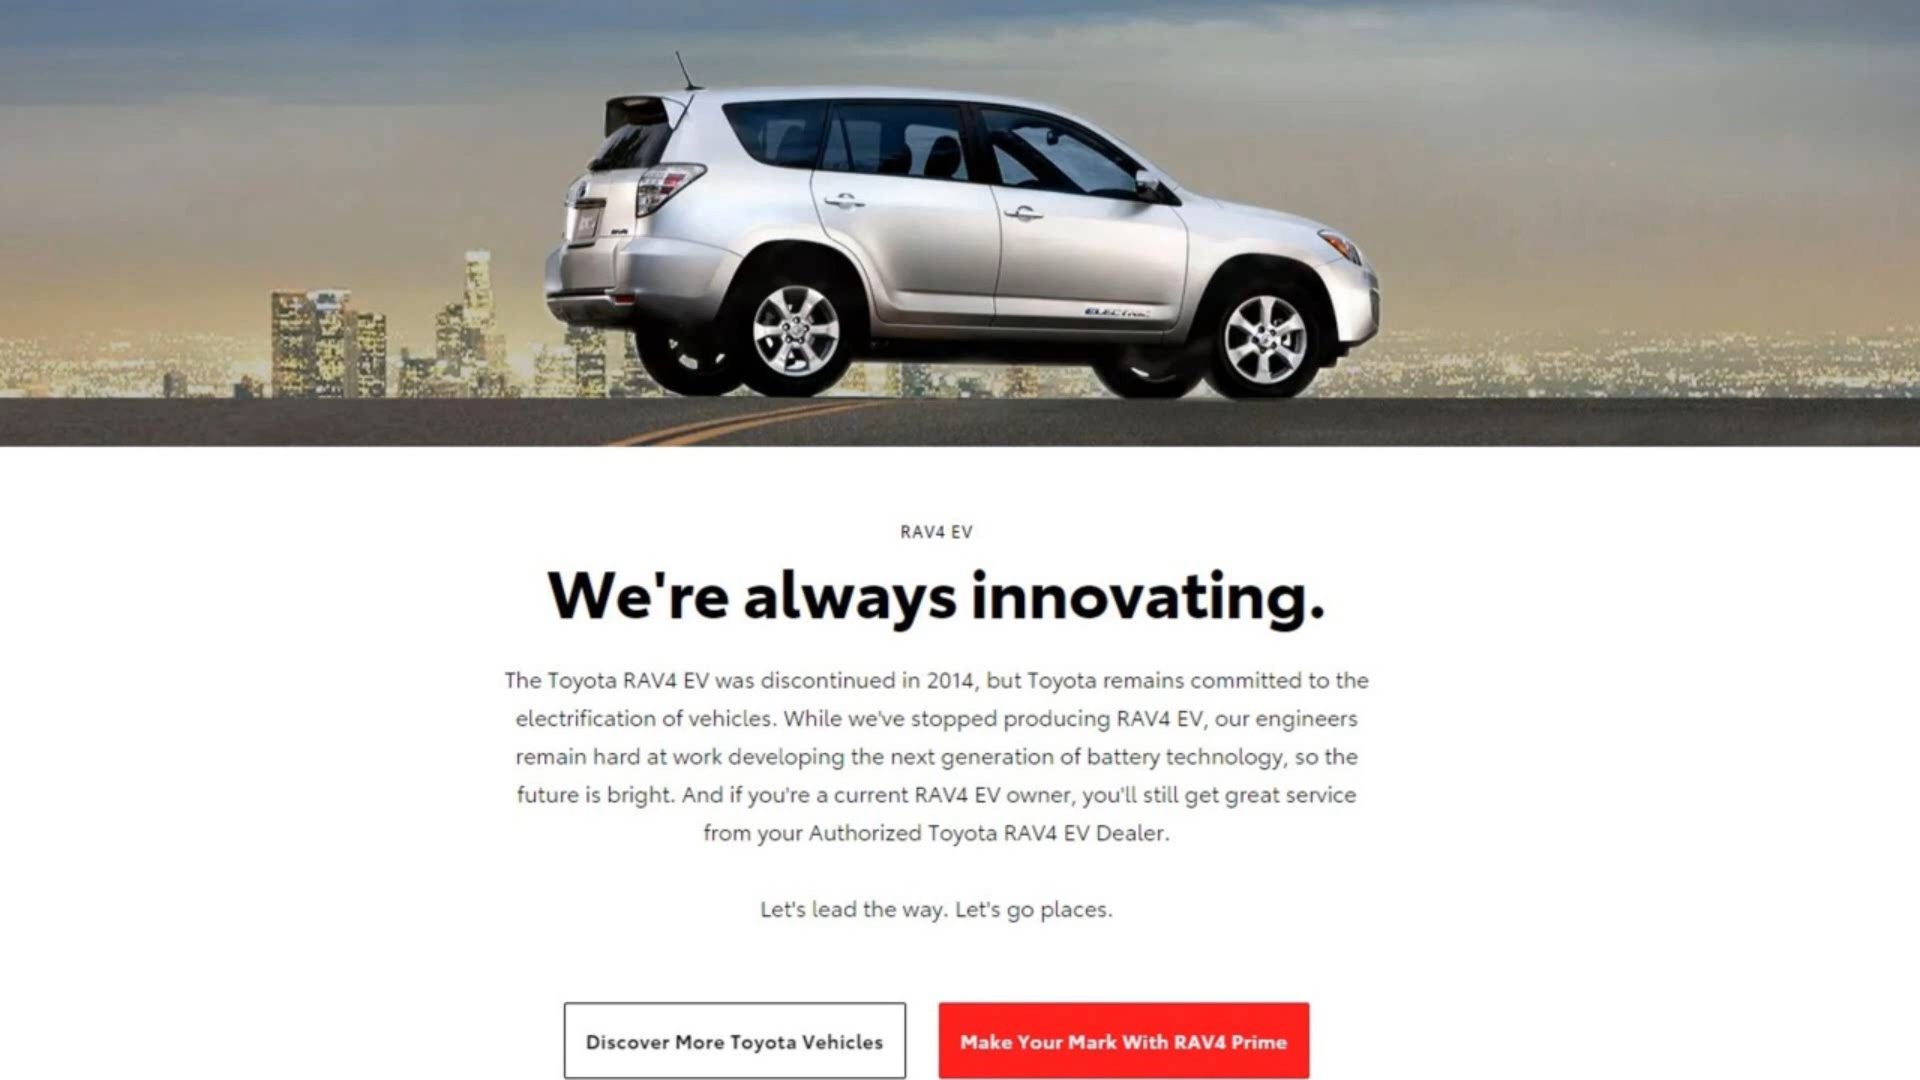 ELECTRIC
RAV4 EV
We're always innovating.
The Toyota RAV4 EV was discontinued in 2014, but Toyota remains committed to the
electrification of vehicles. While we've stopped producing RAV4 EV, our engineers
remain hard at work developing the next generation of battery technology, so the
future is bright. And if you're a current RAV4 EV owner, you'll still get great service
from your Authorized Toyota RAV4 EV Dealer.
Let's lead the way. Let's go places.
Discover More Toyota Vehicles
Make Your Mark With RAV4 Prime